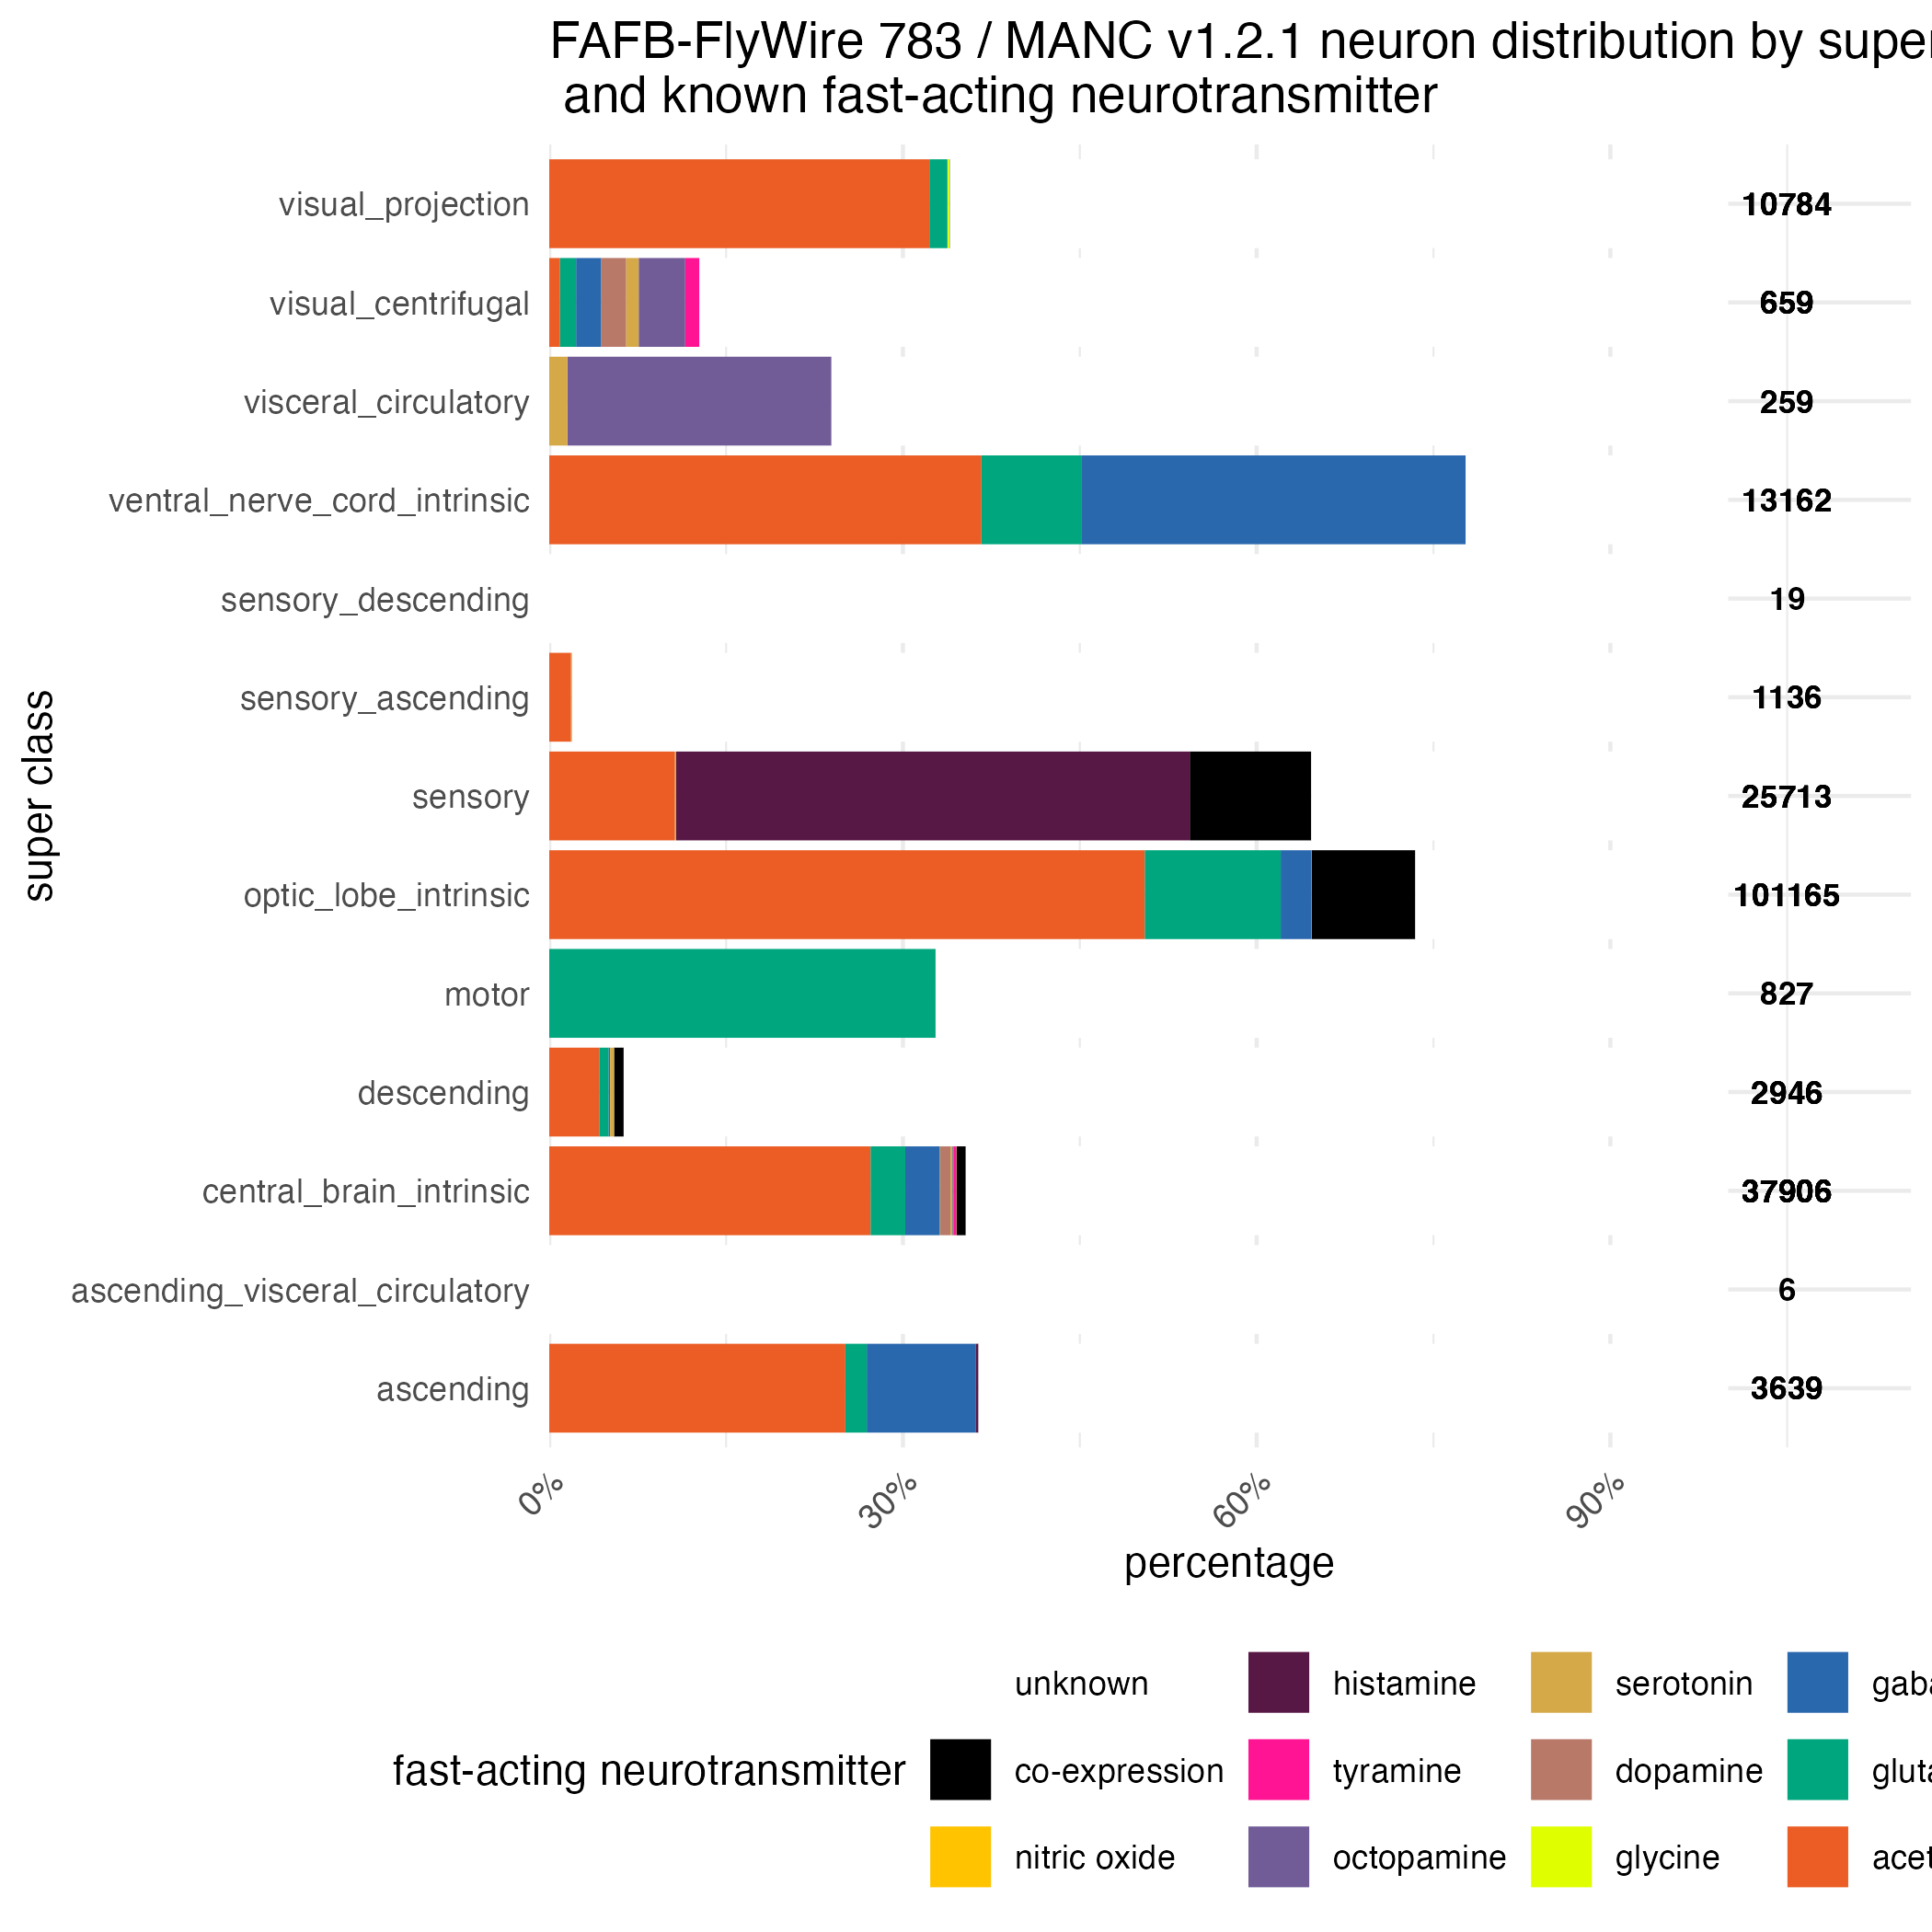 FAFB-FlyWire 783 / MANC v1.2.1 neuron distribution by super
and known fast-acting neurotransmitter
super class
visual_projection 10784
visual_centrifugal 659
visceral_circulatory 259
ventral_nerve_cord_intrinsic 13162
sensory_descending 19
sensory_ascending 1136
sensory 25713
optic_lobe_intrinsic 101165
motor 827
descending 2946
central_brain_intrinsic 37906
ascending_visceral_circulatory 6
ascending 3639
0% 30% 60% 90%
percentage
fast-acting neurotransmitter
unknown histamine serotonin gaba
co-expression tyramine dopamine gluta
nitric oxide octopamine glycine acet